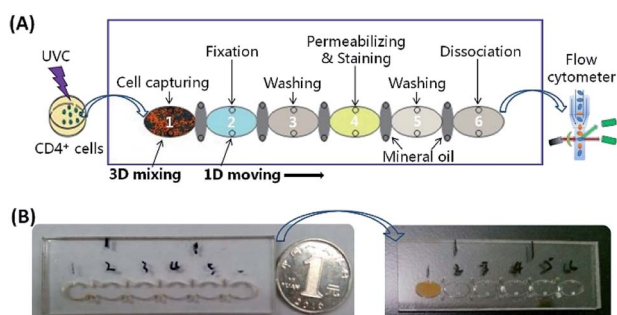 (A)
UVC
CD4⁺ cells
Cell capturing
Fixation
Washing
Permeabilizing
& Staining
Washing
Dissociation
Flow
cytometer
1 2 3 4 5 6
3D mixing
1D moving
Mineral oil
(B)
2 3 4 5
1
1 2 3 4 5 6